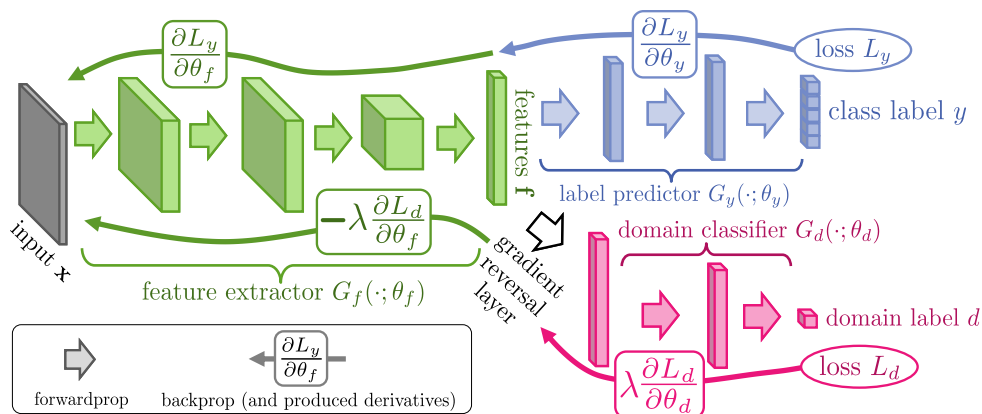 ∂L_y
∂θ_f
∂L_y
∂θ_y
loss L_y
features f
class label y
input x
label predictor G_y(·; θ_y)
−λ ∂L_d
∂θ_f
gradient
reversal
layer
feature extractor G_f(·; θ_f)
domain classifier G_d(·; θ_d)
domain label d
λ ∂L_d
∂θ_d
loss L_d
∂L_y
∂θ_f
forwardprop
backprop (and produced derivatives)